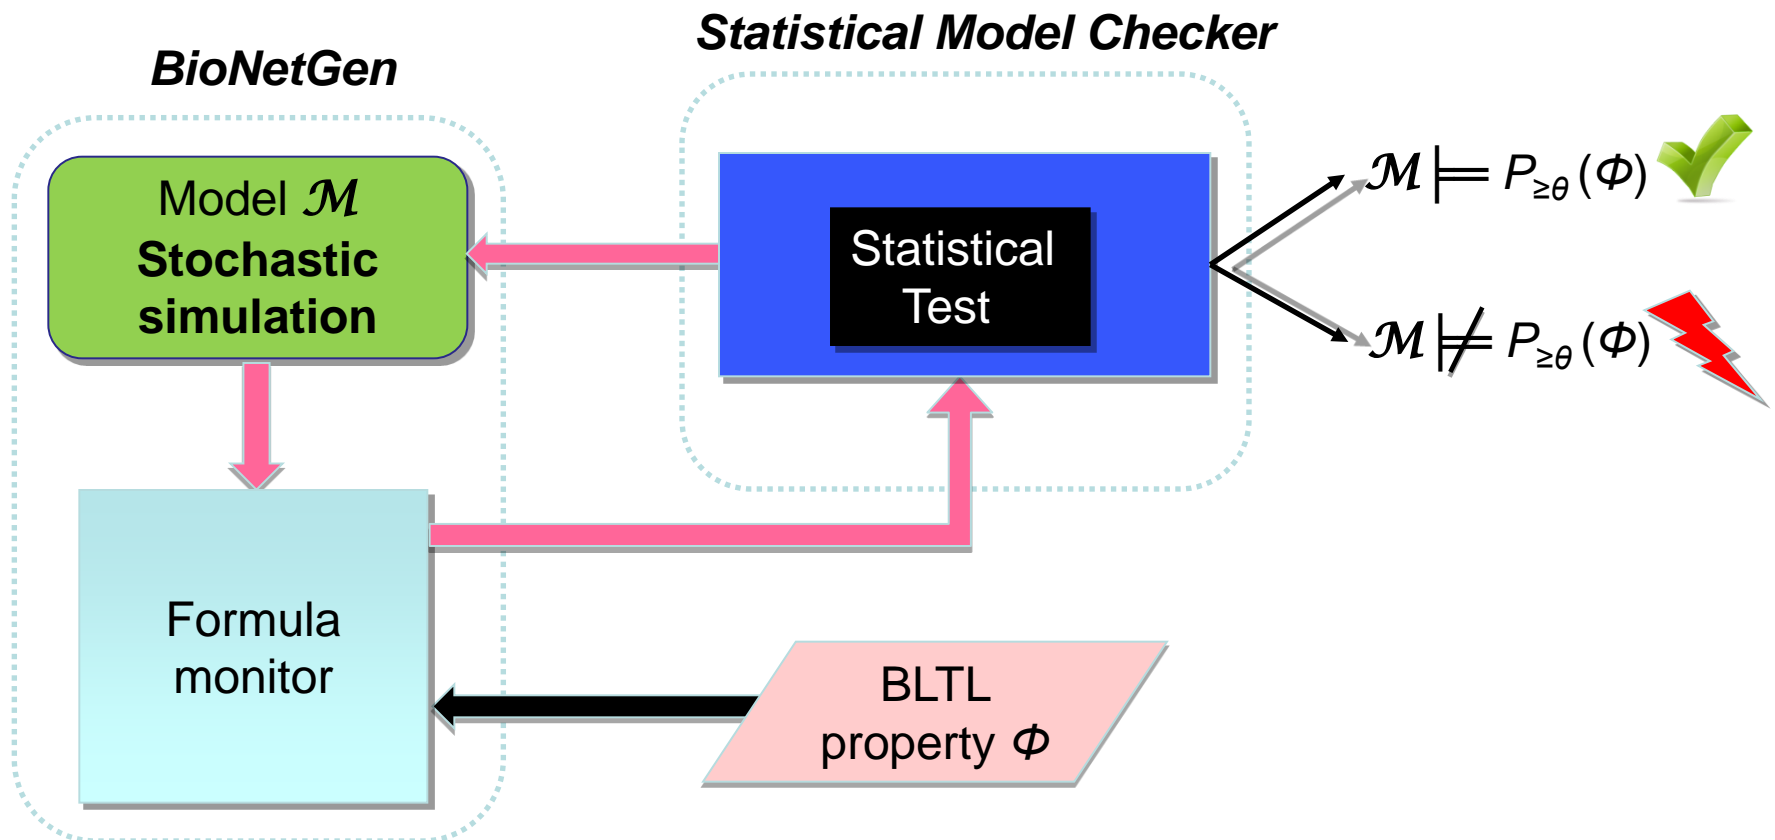 BioNetGen
Statistical Model Checker
Model ℳ
Stochastic
simulation
Statistical
Test
ℳ ⊨ P≥θ (Φ)
ℳ ⊭ P≥θ (Φ)
Formula
monitor
BLTL
property Φ